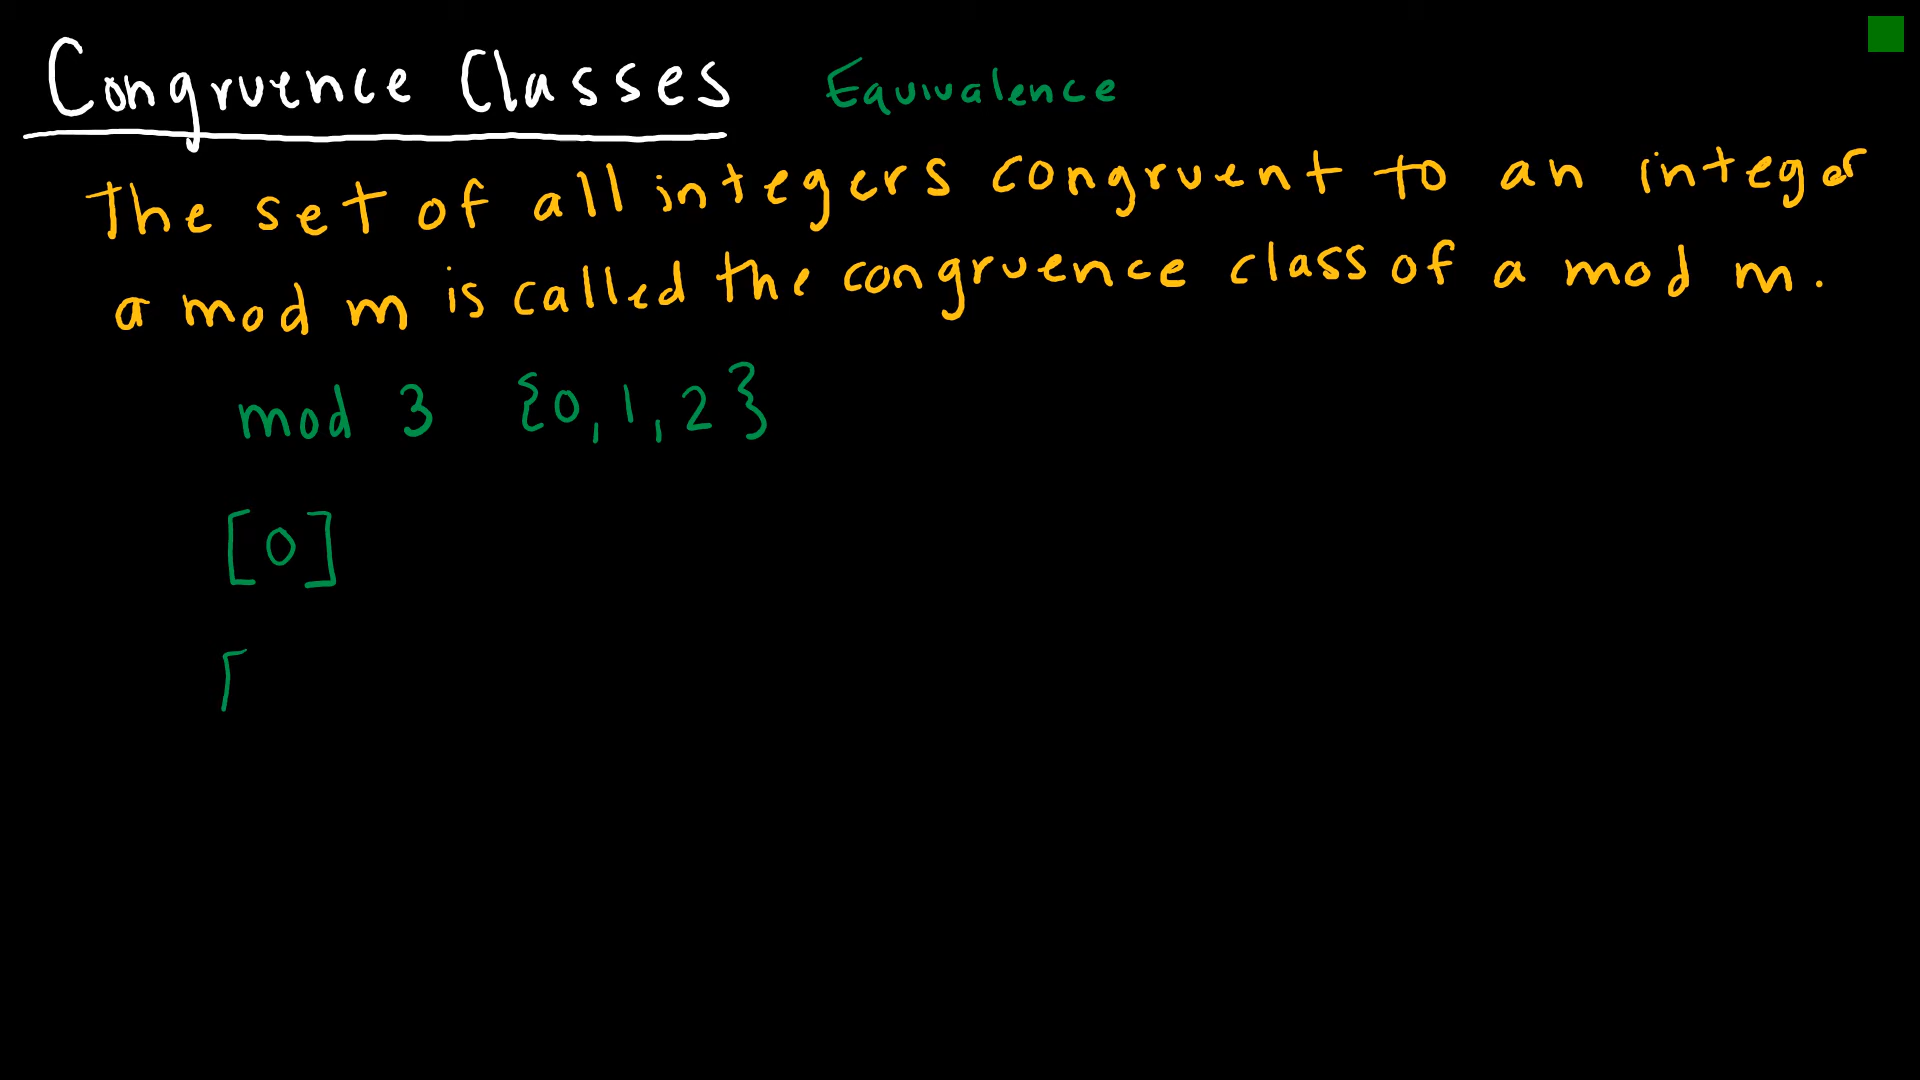 Congruence Classes Equivalence
The set of all integers congruent to an integer
a mod m is called the congruence class of a mod m.
mod 3 {0,1,2}
[0]
[